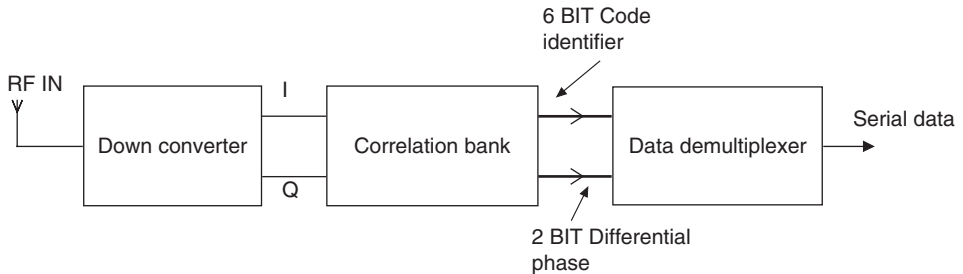 6 BIT Code
identifier
RF IN
I
Down converter
Q
Correlation bank
Data demultiplexer
Serial data
2 BIT Differential
phase